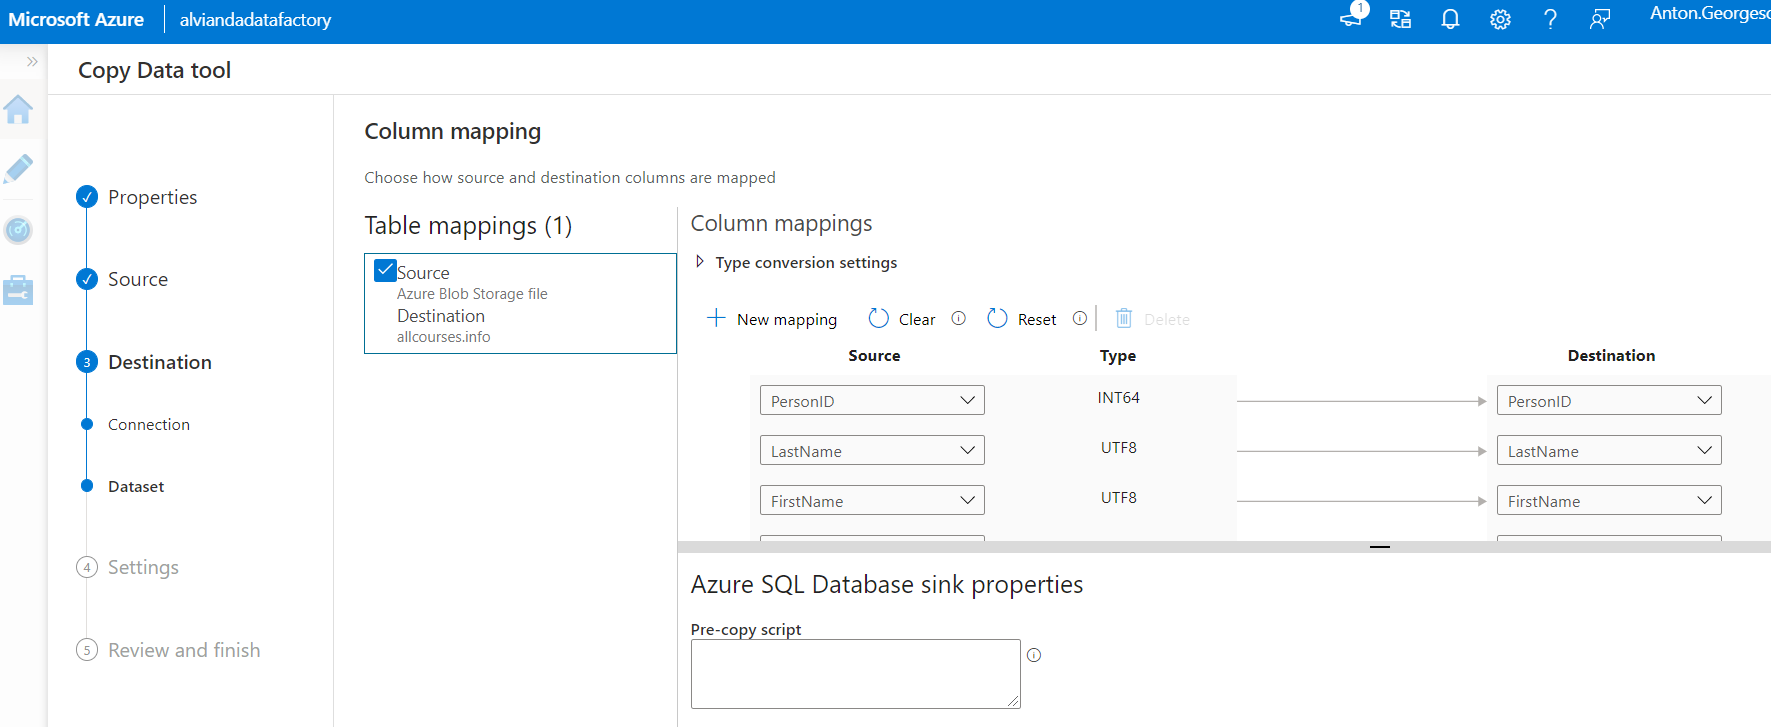 Microsoft Azure
alviandadatafactory
1
Anton.Georges
Copy Data tool
Properties
Source
3 Destination
Connection
Dataset
4 Settings
5 Review and finish
Column mapping
Choose how source and destination columns are mapped
Table mappings (1)
Source
Azure Blob Storage file
Destination
allcourses.info
Column mappings
Type conversion settings
New mapping Clear Reset Delete
Source Type Destination
PersonID INT64 PersonID
LastName UTF8 LastName
FirstName UTF8 FirstName
Azure SQL Database sink properties
Pre-copy script